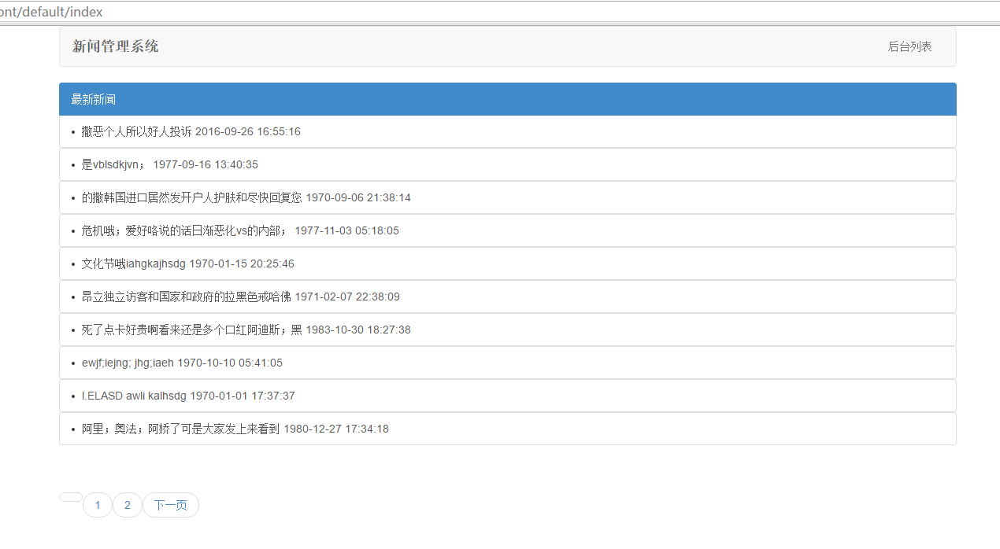 ont/default/index
新闻管理系统 后台列表
最新新闻
• 撒恶个人所以好人投诉 2016-09-26 16:55:16
• 是vblsdkjvn； 1977-09-16 13:40:35
• 的撒韩国进口居然发开户人护肤和尽快回复您 1970-09-06 21:38:14
• 危机哦；爱好咯说的话日渐恶化vs的内部； 1977-11-03 05:18:05
• 文化节哦iahgkajhsdg 1970-01-15 20:25:46
• 昂立独立访客和国家和政府的拉黑色戒哈佛 1971-02-07 22:38:09
• 死了点卡好贵啊看来还是多个口红阿迪斯；黑 1983-10-30 18:27:38
• ewjf;iejng; jhg;iaeh 1970-10-10 05:41:05
• I.ELASD awli kalhsdg 1970-01-01 17:37:37
• 阿里；奥法；阿娇了可是大家发上来看到 1980-12-27 17:34:18
1 2 下一页